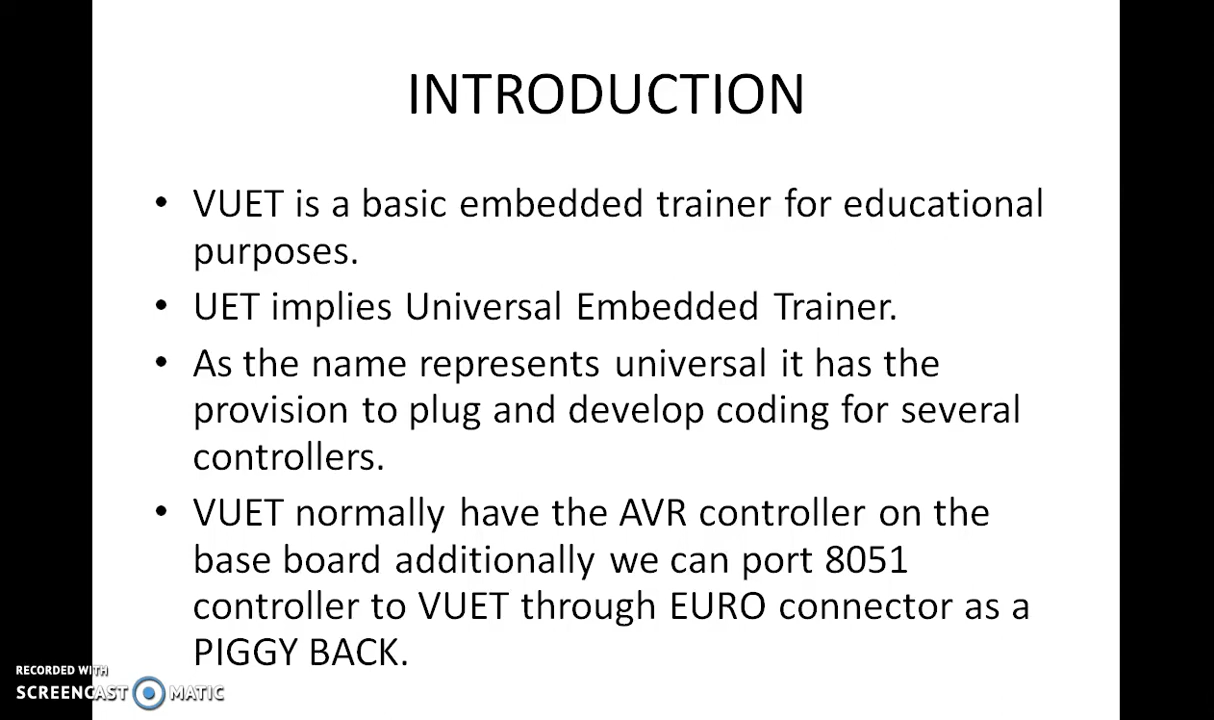 INTRODUCTION
• VUET is a basic embedded trainer for educational
purposes.
• UET implies Universal Embedded Trainer.
• As the name represents universal it has the
provision to plug and develop coding for several
controllers.
• VUET normally have the AVR controller on the
base board additionally we can port 8051
controller to VUET through EURO connector as a
PIGGY BACK.
RECORDED WITH
SCREENCAST MATIC